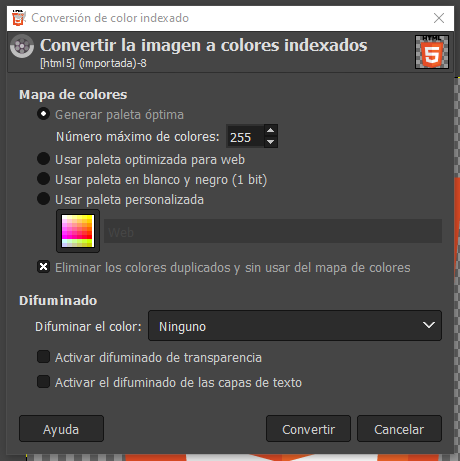 Conversión de color indexado
Convertir la imagen a colores indexados
[html5] (importada)-8
HTML
5
Mapa de colores
Generar paleta óptima
Número máximo de colores: 255
Usar paleta optimizada para web
Usar paleta en blanco y negro (1 bit)
Usar paleta personalizada
Web
Eliminar los colores duplicados y sin usar del mapa de colores
Difuminado
Difuminar el color: Ninguno
Activar difuminado de transparencia
Activar el difuminado de las capas de texto
Ayuda Convertir Cancelar